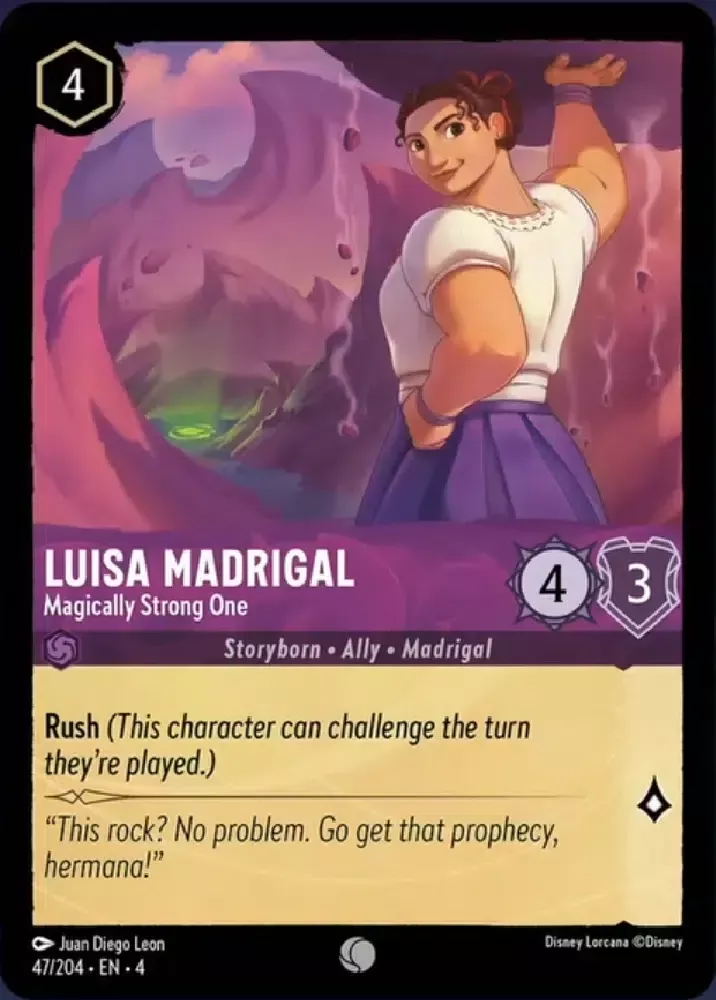 4
LUISA MADRIGAL
Magically Strong One
4
3
Storyborn • Ally • Madrigal
Rush (This character can challenge the turn
they're played.)
“This rock? No problem. Go get that prophecy,
hermana!”
Juan Diego Leon
Disney Lorcana ©Disney
47/204 • EN • 4